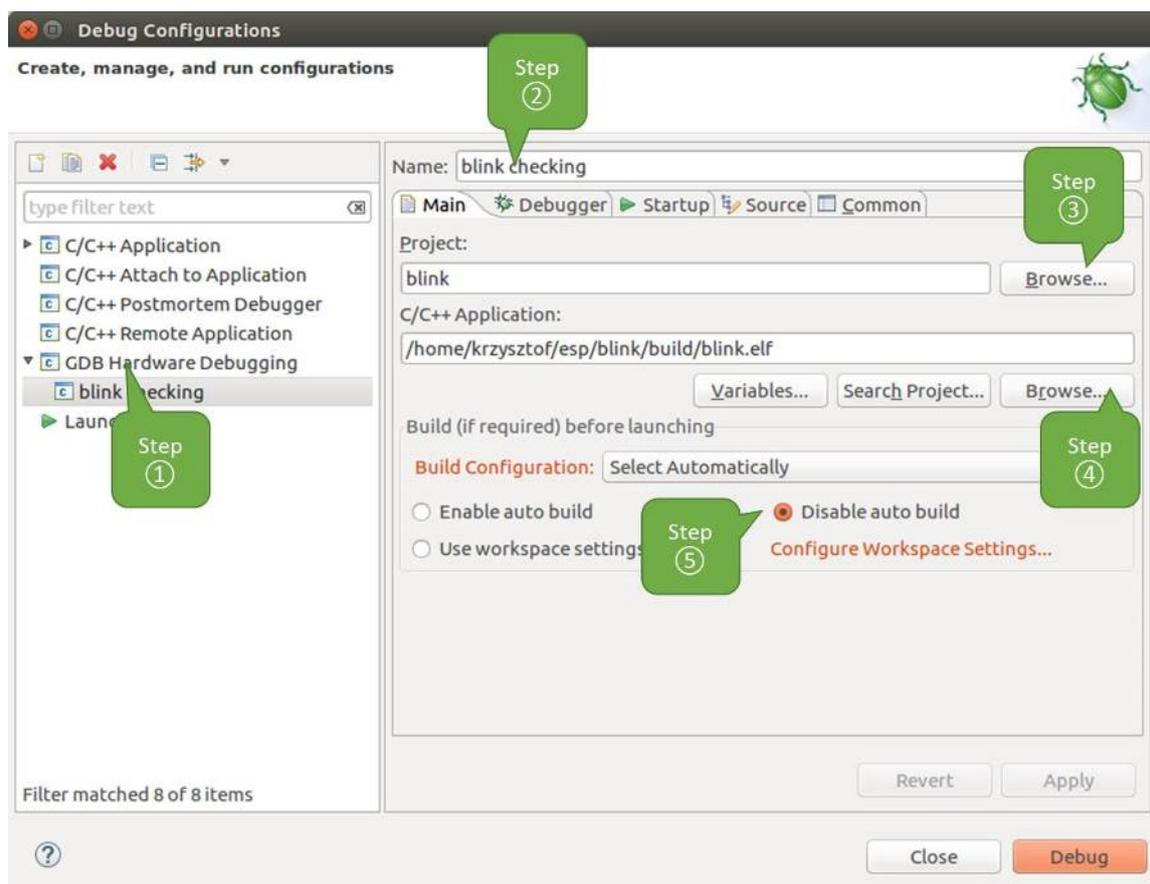 Debug Configurations
Create, manage, and run configurations
Step
②
Name: blink checking
type filter text
C/C++ Application
C/C++ Attach to Application
C/C++ Postmortem Debugger
C/C++ Remote Application
GDB Hardware Debugging
blink checking
Step
①
Main Debugger Startup Source Common
Step
③
Project:
blink Browse...
C/C++ Application:
/home/krzysztof/esp/blink/build/blink.elf
Variables... Search Project... Browse...
Step
④
Build (if required) before launching
Build Configuration: Select Automatically
Enable auto build Disable auto build
Step
⑤
Use workspace settings Configure Workspace Settings...
Revert Apply
Filter matched 8 of 8 items
Close Debug